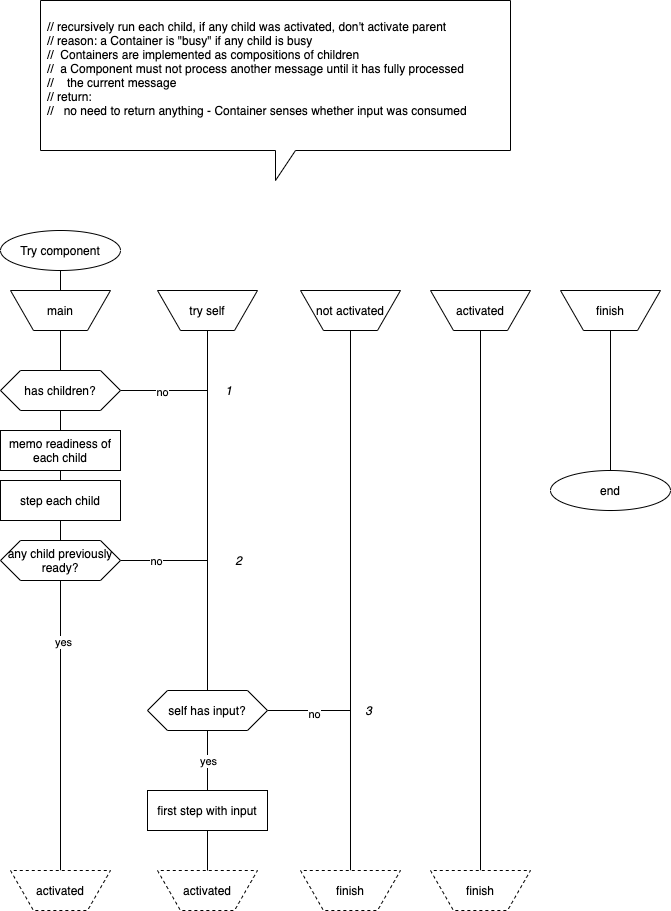 // recursively run each child, if any child was activated, don't activate parent
// reason: a Container is "busy" if any child is busy
//  Containers are implemented as compositions of children
//  a Component must not process another message until it has fully processed
//    the current message
// return:
//   no need to return anything - Container senses whether input was consumed
Try component
main
try self
not activated
activated
finish
has children?
no
1
memo readiness of
each child
step each child
end
any child previously
ready?
no
2
yes
self has input?
no
3
yes
first step with input
activated
activated
finish
finish